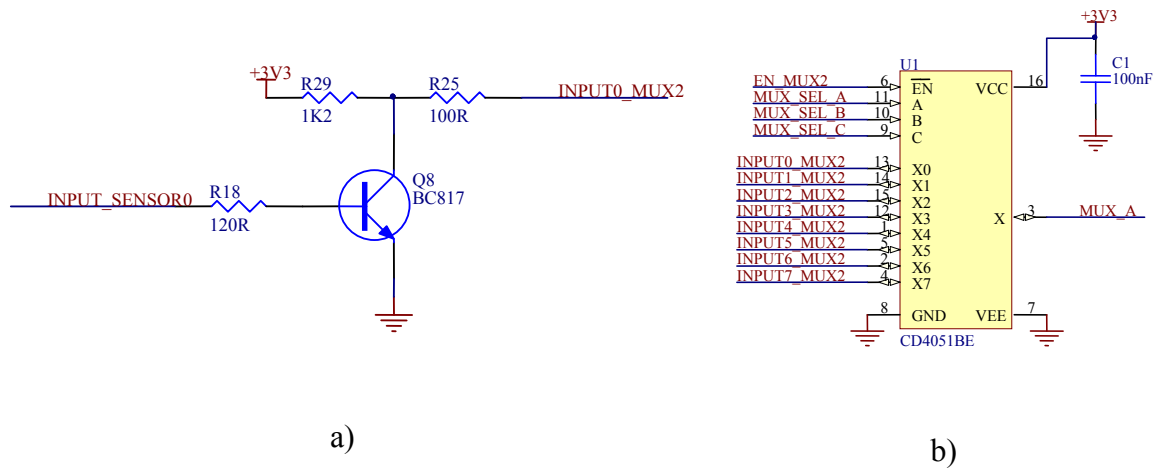 +3V3
R29
1K2
R25
100R
INPUT0_MUX2
INPUT_SENSOR0
R18
120R
Q8
BC817
a)
+3V3
C1
100nF
U1
EN_MUX2 6 EN VCC 16
MUX_SEL_A 11 A
MUX_SEL_B 10 B
MUX_SEL_C 9 C
INPUT0_MUX2 13 X0
INPUT1_MUX2 14 X1
INPUT2_MUX2 15 X2
INPUT3_MUX2 12 X3 X 3 MUX_A
INPUT4_MUX2 1 X4
INPUT5_MUX2 5 X5
INPUT6_MUX2 2 X6
INPUT7_MUX2 4 X7
8 GND VEE 7
CD4051BE
b)